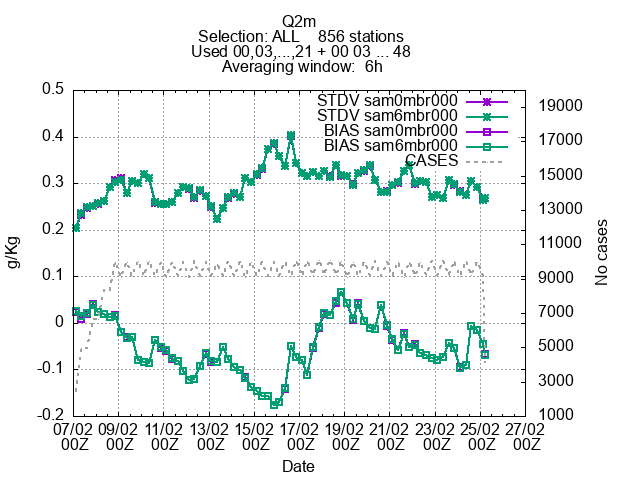 Q2m
Selection: ALL 856 stations
Used 00,03,...,21 + 00 03 ... 48
Averaging window: 6h
STDV sam0mbr000
STDV sam6mbr000
BIAS sam0mbr000
BIAS sam6mbr000
CASES
0.5
0.4
0.3
0.2
0.1
0
-0.1
-0.2
g/Kg
19000
17000
15000
13000
11000
9000
7000
5000
3000
1000
No cases
07/02 09/02 11/02 13/02 15/02 17/02 19/02 21/02 23/02 25/02 27/02
00Z 00Z 00Z 00Z 00Z 00Z 00Z 00Z 00Z 00Z 00Z
Date